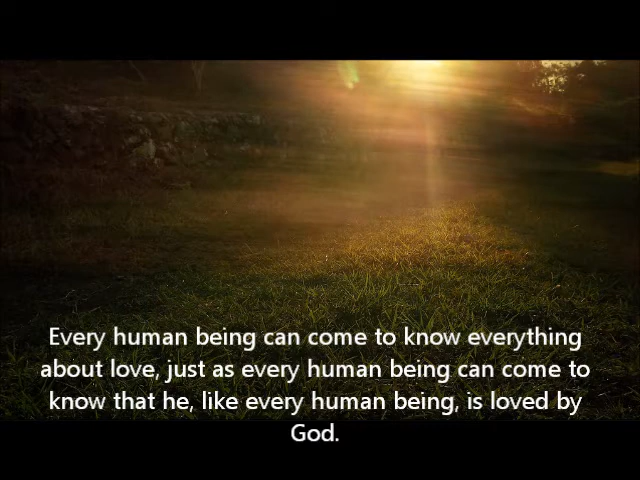 Every human being can come to know everything
about love, just as every human being can come to
know that he, like every human being, is loved by
God.